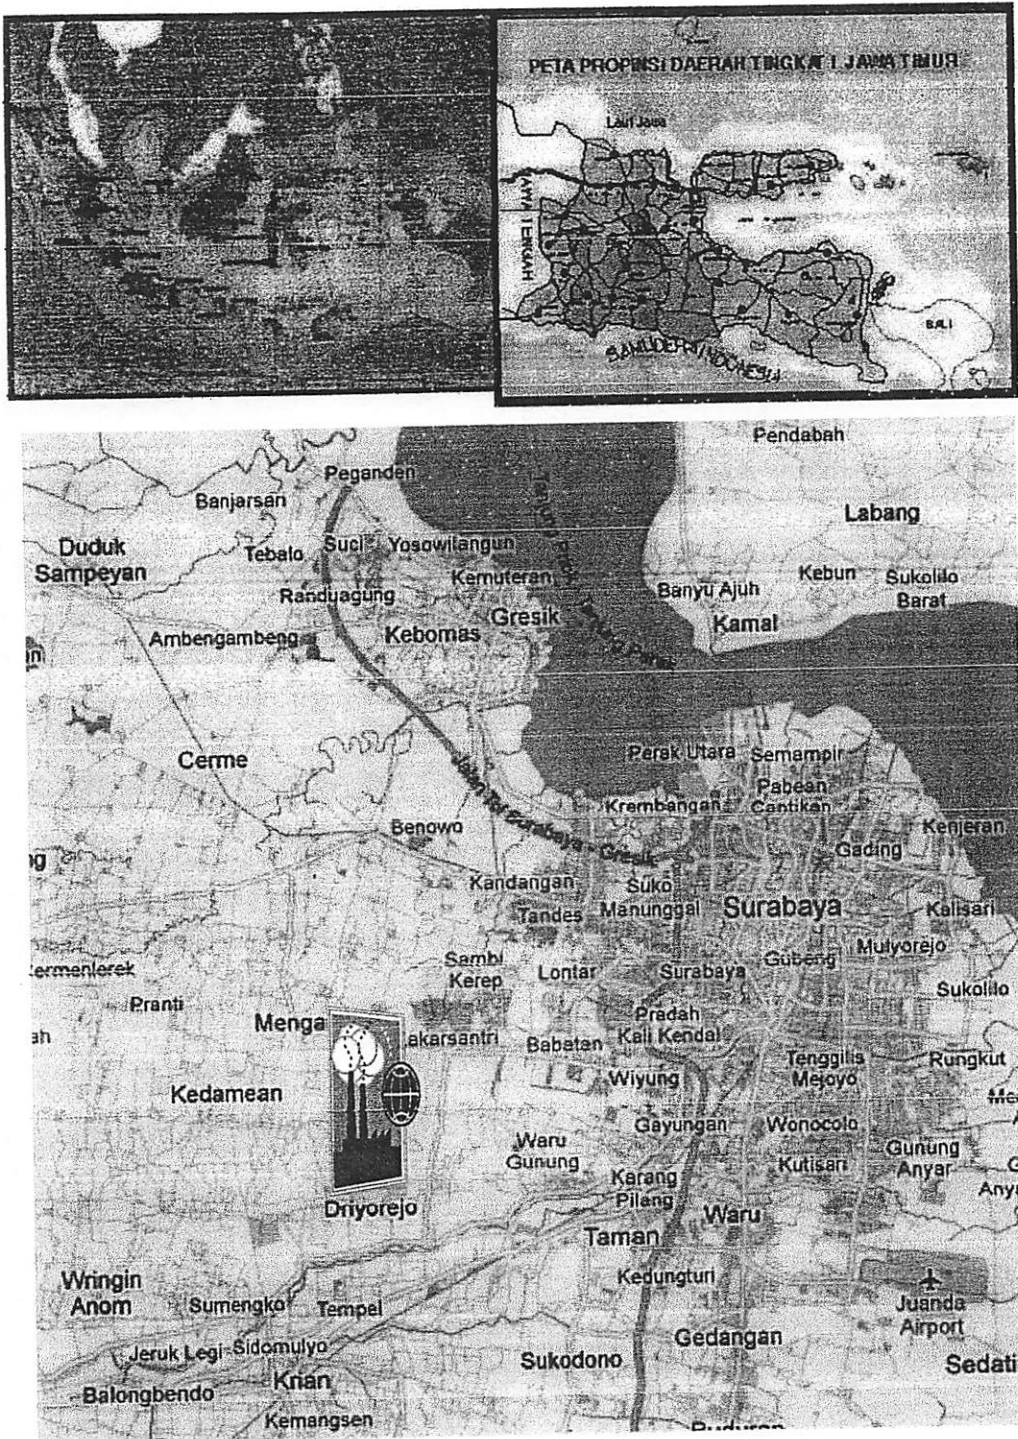 PETA PROPINSI DAERAH TINGKAT I JAWA TIMUR
Laut Jawa
JAWA TENGAH
BALI
SAMUDERA INDONESIA
Pendabah
Peganden
Banjarsari
Labang
Duduk
Sampeyan
Tebalo
Suci
Yosowilangun
Kemuteran
Kebun
Sukolilo
Barat
Banyu Ajuh
Randuagung
Gresik
Kamal
Ambengambeng
Kebomas
Cerme
Perak Utara
Semampir
Jalan Tol Surabaya - Gresik
Pabean
Cantikan
Krembangan
Benowo
Kenjeran
Gading
Kandangan
Suko
Manunggal
Tandes
Surabaya
Kalisari
Mulyorejo
Sambi
Kerep
Lontar
Surabaya
Gubeng
Sukolilo
Pranti
Menga
akarsantri
Pradah
Kali Kendal
Babatan
Tenggilis
Mejoyo
Rungkut
Wiyung
Kedamean
Gayungan
Wonocolo
Waru
Gunung
Kutisari
Gunung
Anyar
Karang
Pilang
Driyorejo
Waru
Taman
Wringin
Anom
Kedungturi
Sumengko
Tempel
Juanda
Airport
Gedangan
Jeruk Legi
Sidomulyo
Sukodono
Sedati
Krian
Balongbendo
Kemangsen